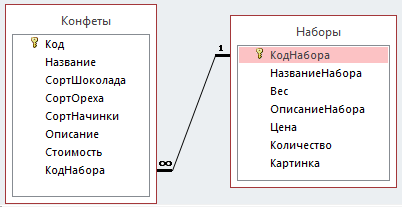 Конфеты
Код
Название
СортШоколада
СортОреха
СортНачинки
Описание
Стоимость
КодНабора
∞
1
Наборы
КодНабора
НазваниеНабора
Вес
ОписаниеНабора
Цена
Количество
Картинка